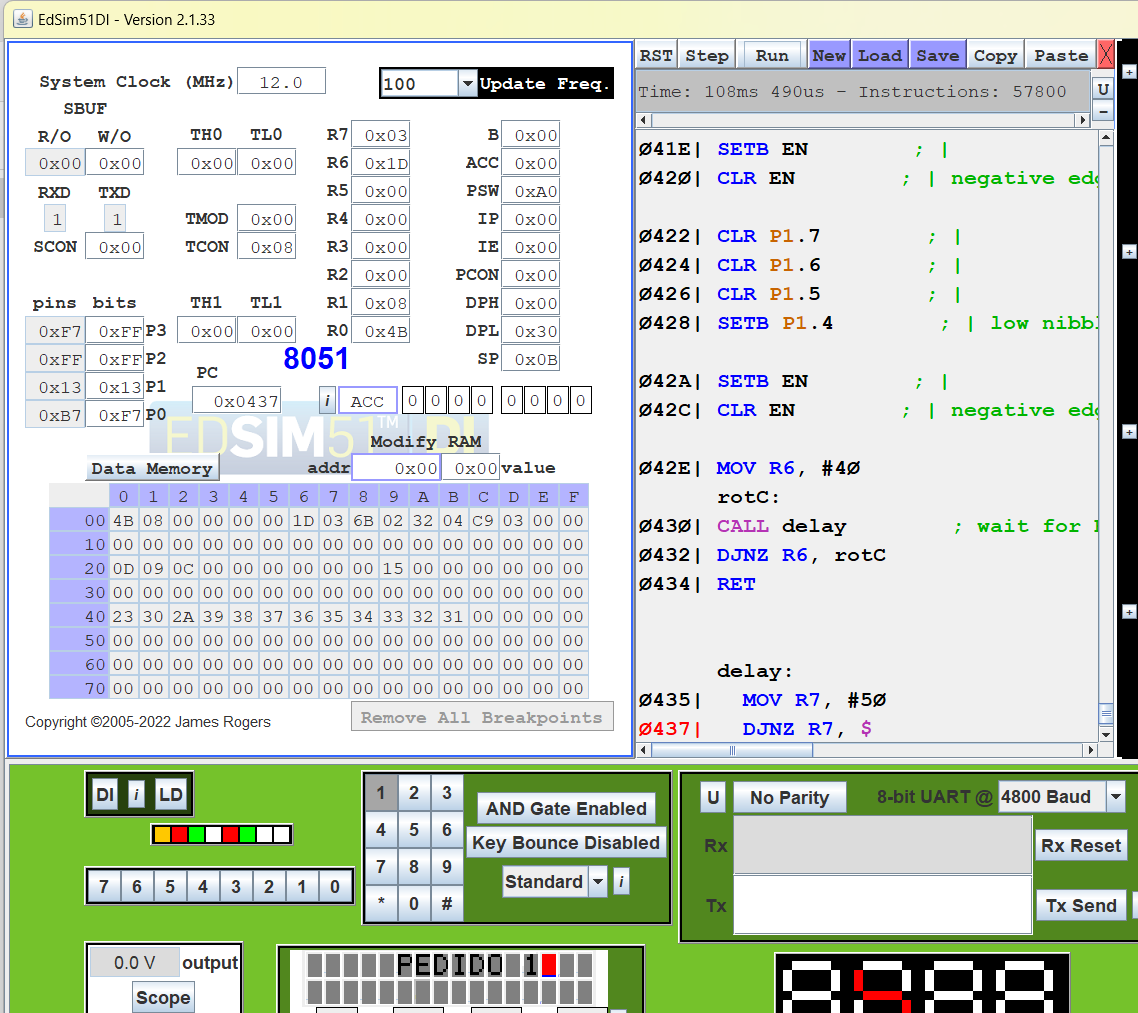 EdSim51DI - Version 2.1.33
RST Step Run New Load Save Copy Paste X
System Clock (MHz) 12.0 100 Update Freq.
Time: 108ms 490us - Instructions: 57800 U
SBUF
R/O W/O TH0 TL0 R7 0x03 B 0x00
0x00 0x00 0x00 0x00 R6 0x1D ACC 0x00
RXD TXD R5 0x00 PSW 0xA0
1 1 TMOD 0x00 R4 0x00 IP 0x00
SCON 0x00 TCON 0x08 R3 0x00 IE 0x00
R2 0x00 PCON 0x00
pins bits TH1 TL1 R1 0x08 DPH 0x00
0xF7 0xFF P3 0x00 0x00 R0 0x4B DPL 0x30
0xFF 0xFF P2 8051 SP 0x0B
0x13 0x13 P1 PC
0xB7 0xF7 P0 0x0437 i ACC 0 0 0 0 0 0 0 0
EDSIM51™ DI
Modify RAM
Data Memory addr 0x00 0x00 value
0 1 2 3 4 5 6 7 8 9 A B C D E F
00 4B 08 00 00 00 00 1D 03 6B 02 32 04 C9 03 00 00
10 00 00 00 00 00 00 00 00 00 00 00 00 00 00 00 00
20 0D 09 0C 00 00 00 00 00 00 15 00 00 00 00 00 00
30 00 00 00 00 00 00 00 00 00 00 00 00 00 00 00 00
40 23 30 2A 39 38 37 36 35 34 33 32 31 00 00 00 00
50 00 00 00 00 00 00 00 00 00 00 00 00 00 00 00 00
60 00 00 00 00 00 00 00 00 00 00 00 00 00 00 00 00
70 00 00 00 00 00 00 00 00 00 00 00 00 00 00 00 00
Copyright ©2005-2022 James Rogers Remove All Breakpoints
041E| SETB EN ; |
0420| CLR EN ; | negative edg
0422| CLR P1.7 ; |
0424| CLR P1.6 ; |
0426| CLR P1.5 ; |
0428| SETB P1.4 ; | low nibbl
042A| SETB EN ; |
042C| CLR EN ; | negative edg
042E| MOV R6, #40
rotC:
0430| CALL delay ; wait for
0432| DJNZ R6, rotC
0434| RET
delay:
0435| MOV R7, #50
0437| DJNZ R7, $
DI i LD
7 6 5 4 3 2 1 0
1 2 3
4 5 6
7 8 9
* 0 #
AND Gate Enabled
Key Bounce Disabled
Standard i
U No Parity 8-bit UART @ 4800 Baud
Rx Rx Reset
Tx Tx Send
0.0 V output
Scope
PEDIDO 1